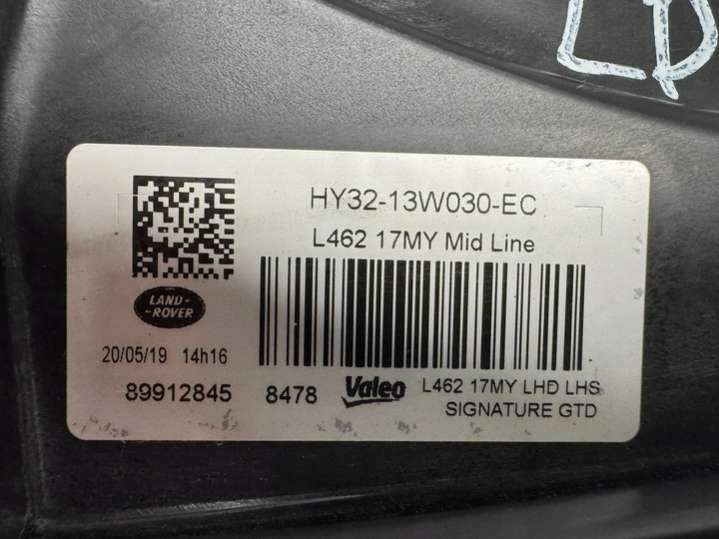 LD
HY32-13W030-EC
L462 17MY Mid Line
LAND-
-ROVER
20/05/19 14h16
89912845 8478 Valeo L462 17MY LHD LHS
SIGNATURE GTD